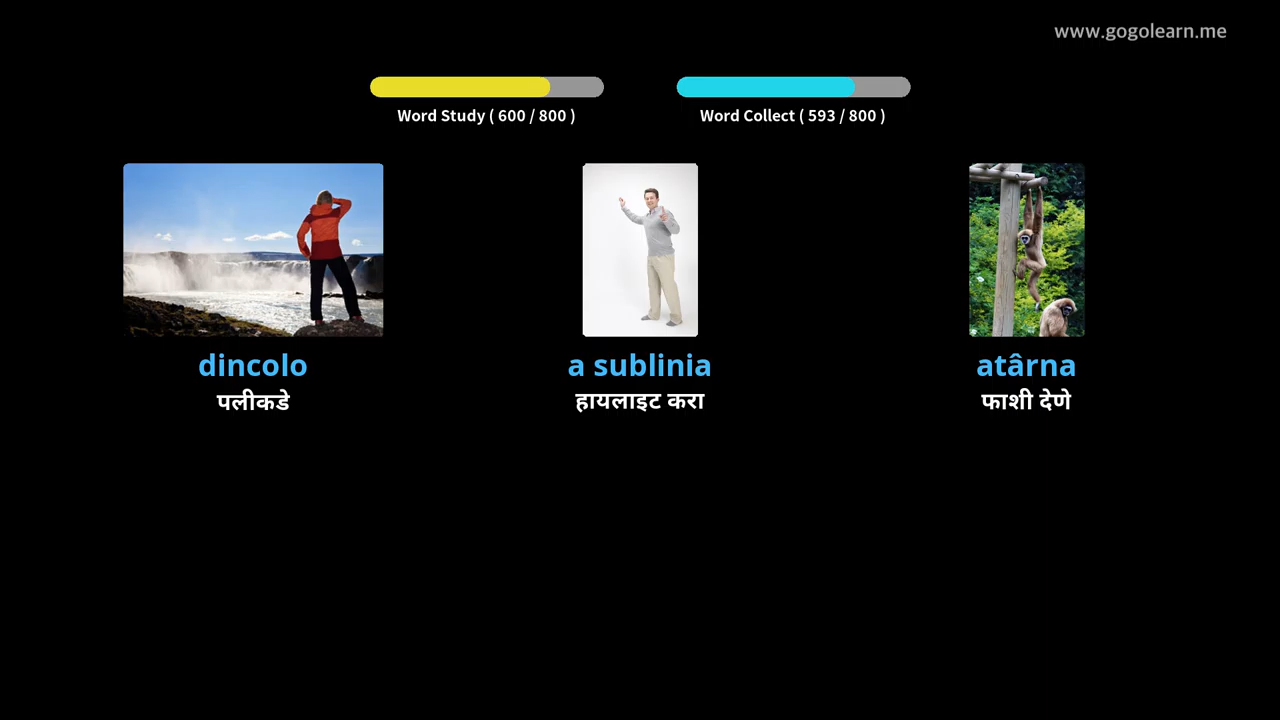 www.gogolearn.me
Word Study ( 600 / 800 )
Word Collect ( 593 / 800 )
dincolo
पलीकडे
a sublinia
हायलाइट करा
atârna
फाशी देणे